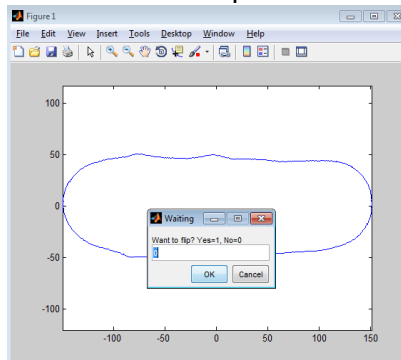 Figure 1
File Edit View Insert Tools Desktop Window Help
100
50
0
-50
-100
-100 -50 0 50 100 150
Waiting
Want to flip? Yes=1, No=0
0
OK Cancel